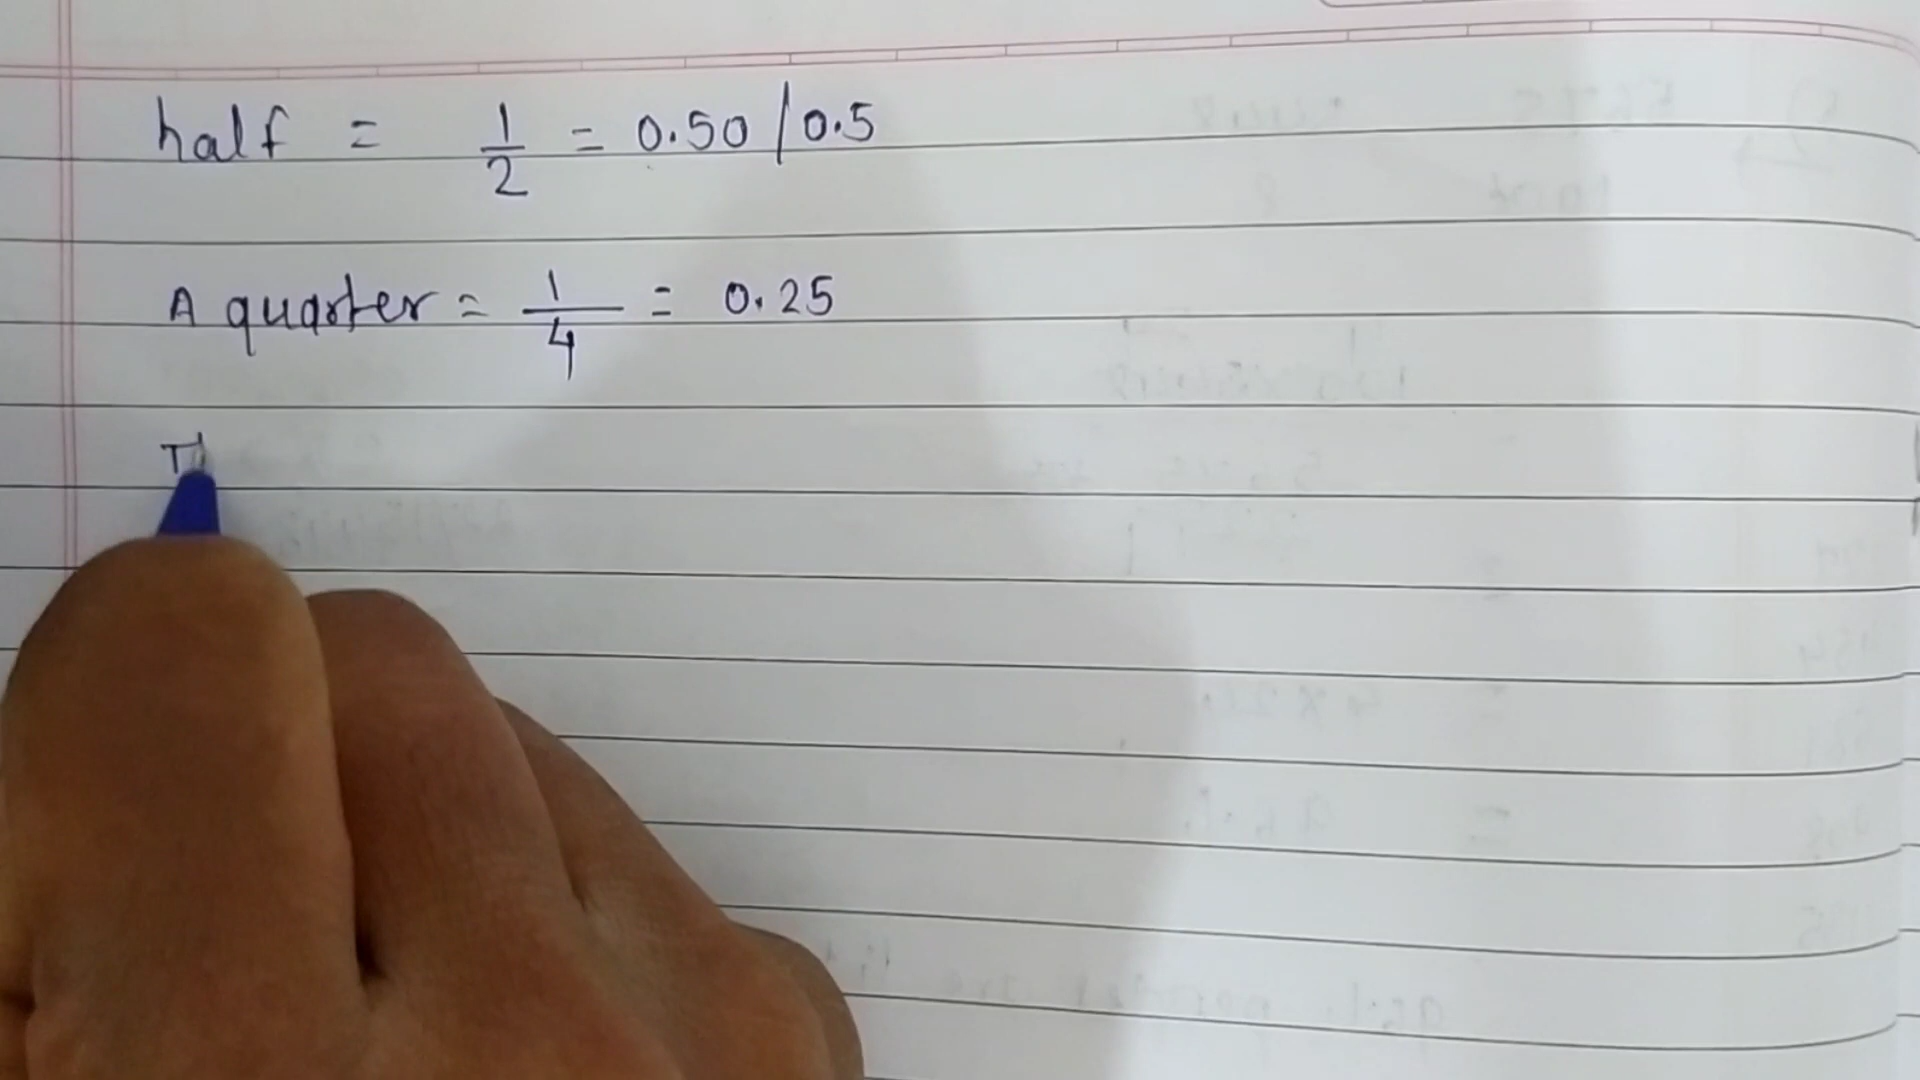 half = 1/2 = 0.50 / 0.5
A quarter = 1/4 = 0.25
T